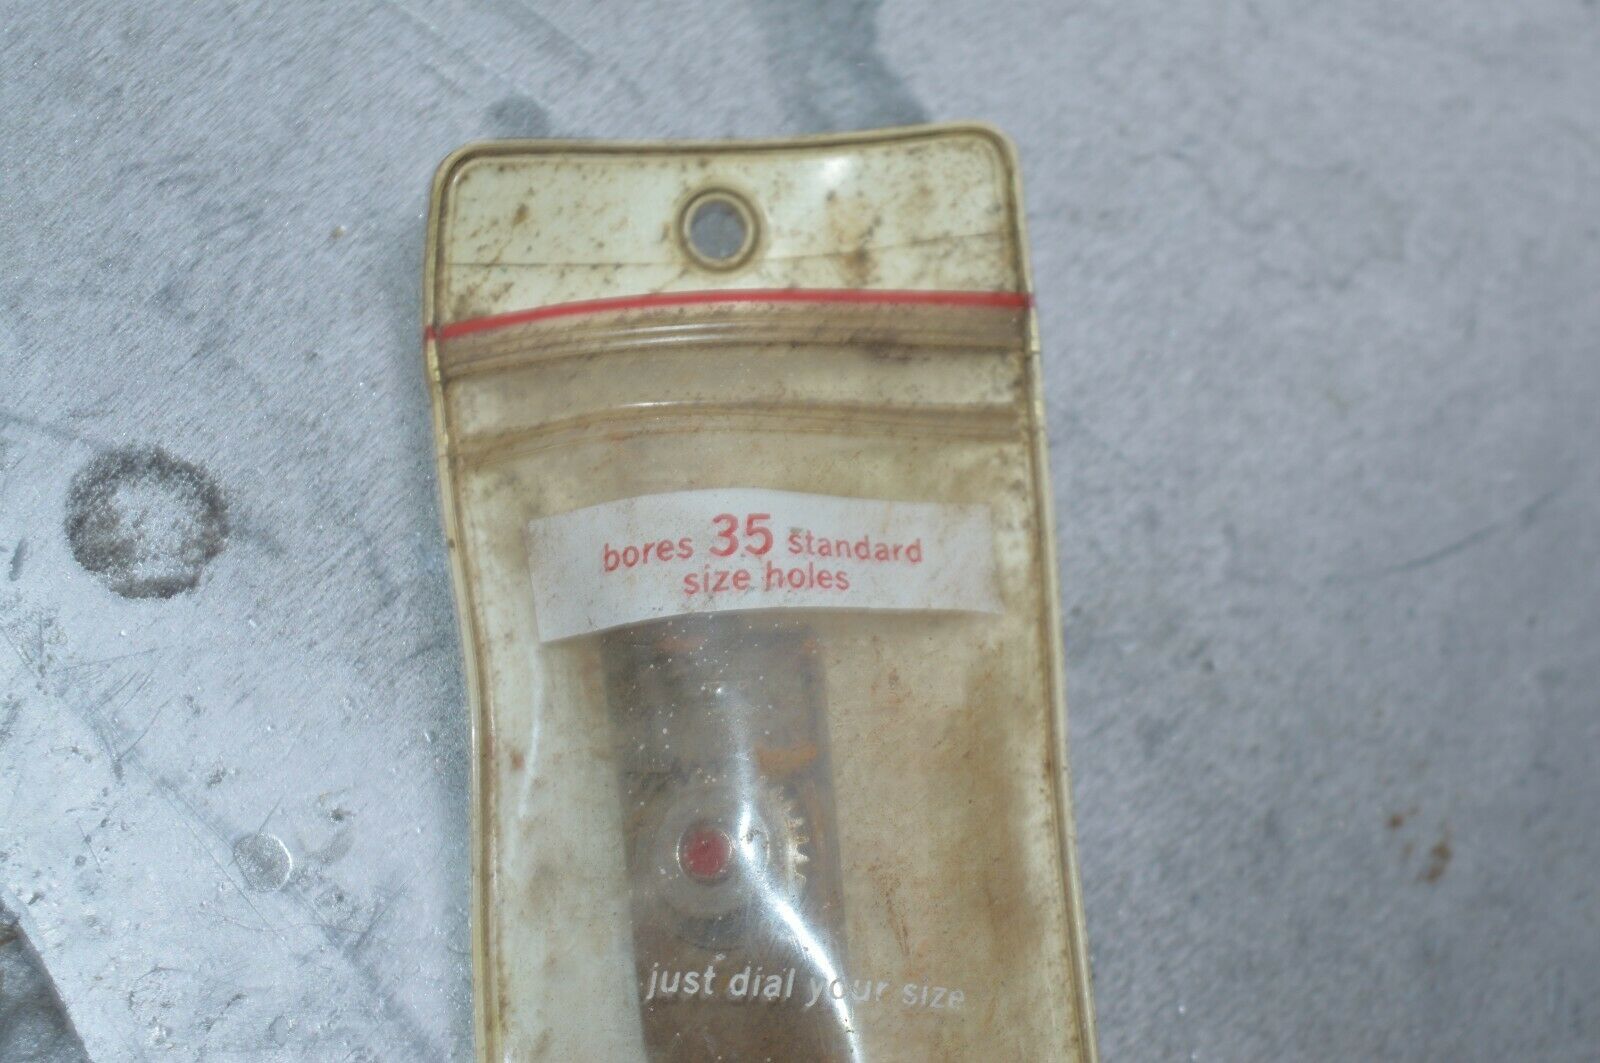 bores 35 standard
size holes
just dial your size